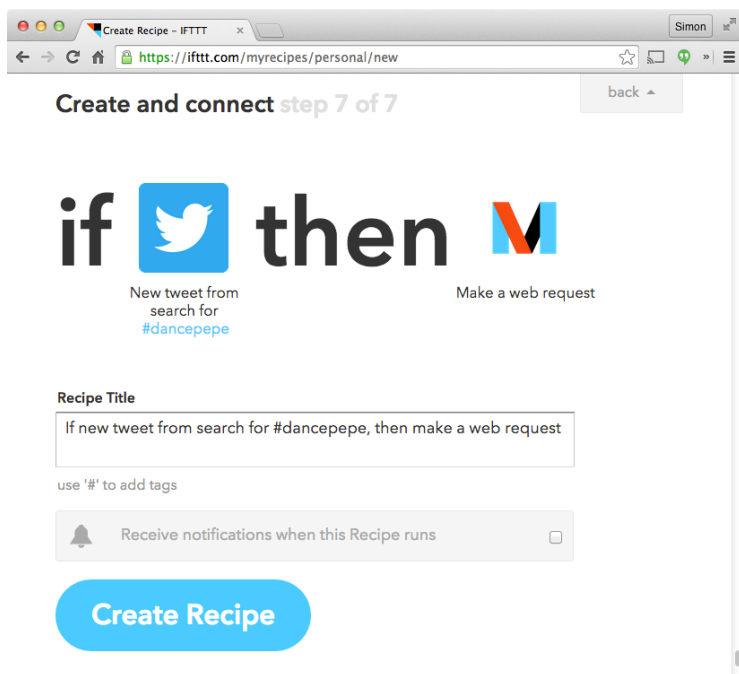 Create Recipe – IFTTT
Simon
https://ifttt.com/myrecipes/personal/new
Create and connect step 7 of 7
back
if then
New tweet from
search for
#dancepepe
Make a web request
Recipe Title
If new tweet from search for #dancepepe, then make a web request
use '#' to add tags
Receive notifications when this Recipe runs
Create Recipe